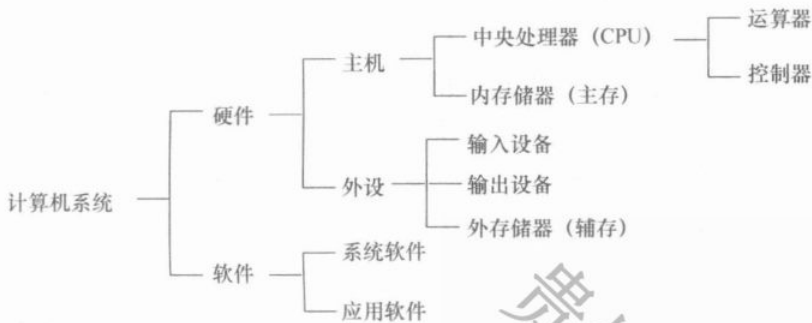 计算机系统
硬件
主机
中央处理器（CPU）
运算器
控制器
内存储器（主存）
外设
输入设备
输出设备
外存储器（辅存）
软件
系统软件
应用软件
贵